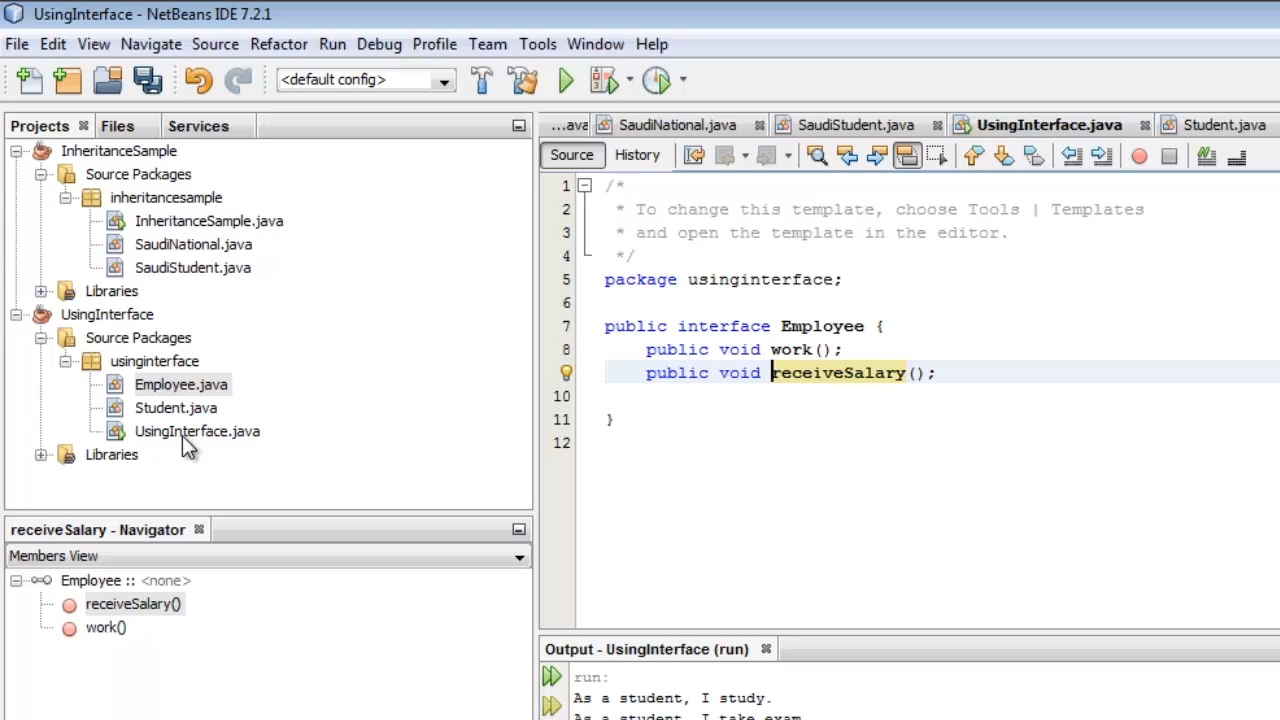 UsingInterface - NetBeans IDE 7.2.1
File Edit View Navigate Source Refactor Run Debug Profile Team Tools Window Help
<default config>
Projects Files Services
InheritanceSample
Source Packages
inheritancesample
InheritanceSample.java
SaudiNational.java
SaudiStudent.java
Libraries
UsingInterface
Source Packages
usinginterface
Employee.java
Student.java
UsingInterface.java
Libraries
receiveSalary - Navigator
Members View
Employee :: <none>
receiveSalary()
work()
...ava SaudiNational.java SaudiStudent.java UsingInterface.java Student.java
Source History
1 /*
2 * To change this template, choose Tools | Templates
3 * and open the template in the editor.
4 */
5 package usinginterface;
6
7 public interface Employee {
8 public void work();
public void receiveSalary();
10
11 }
12
Output - UsingInterface (run)
run:
As a student, I study.
As a student, I take exam